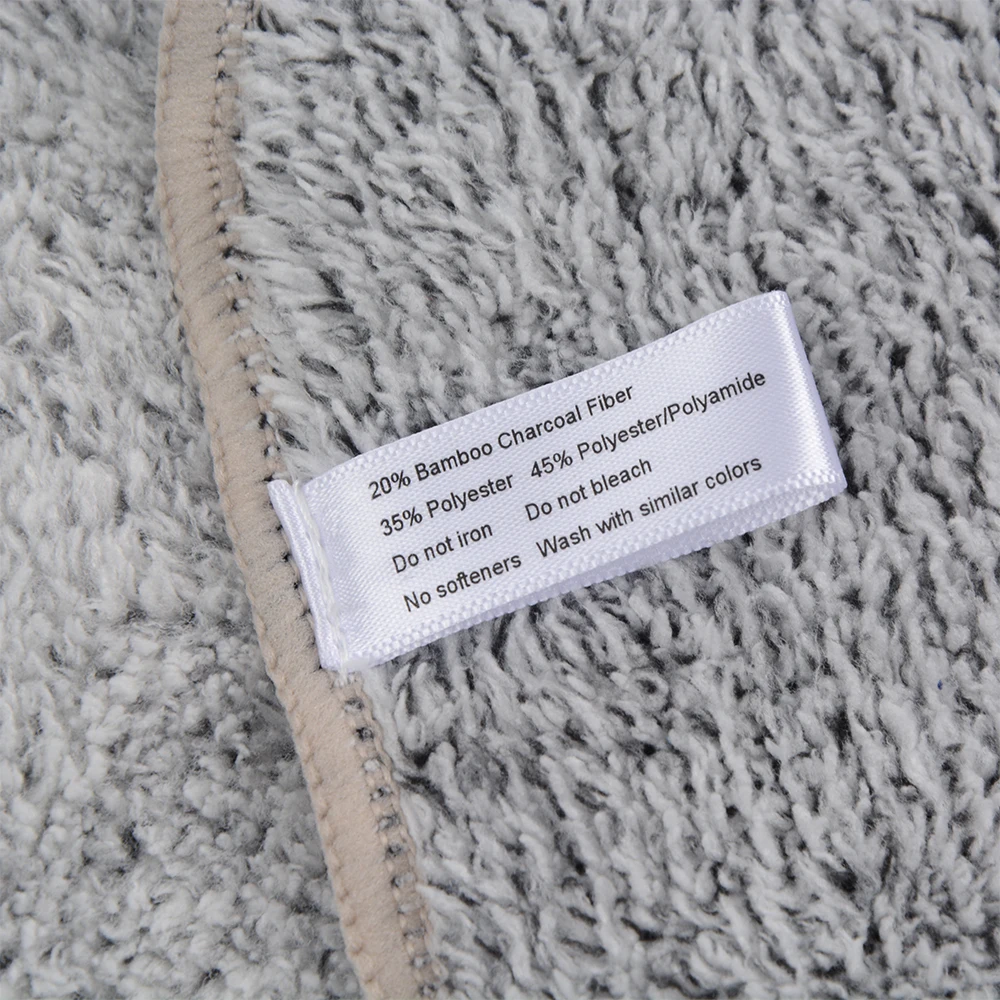 20% Bamboo Charcoal Fiber
35% Polyester 45% Polyester/Polyamide
Do not iron Do not bleach
No softeners Wash with similar colors